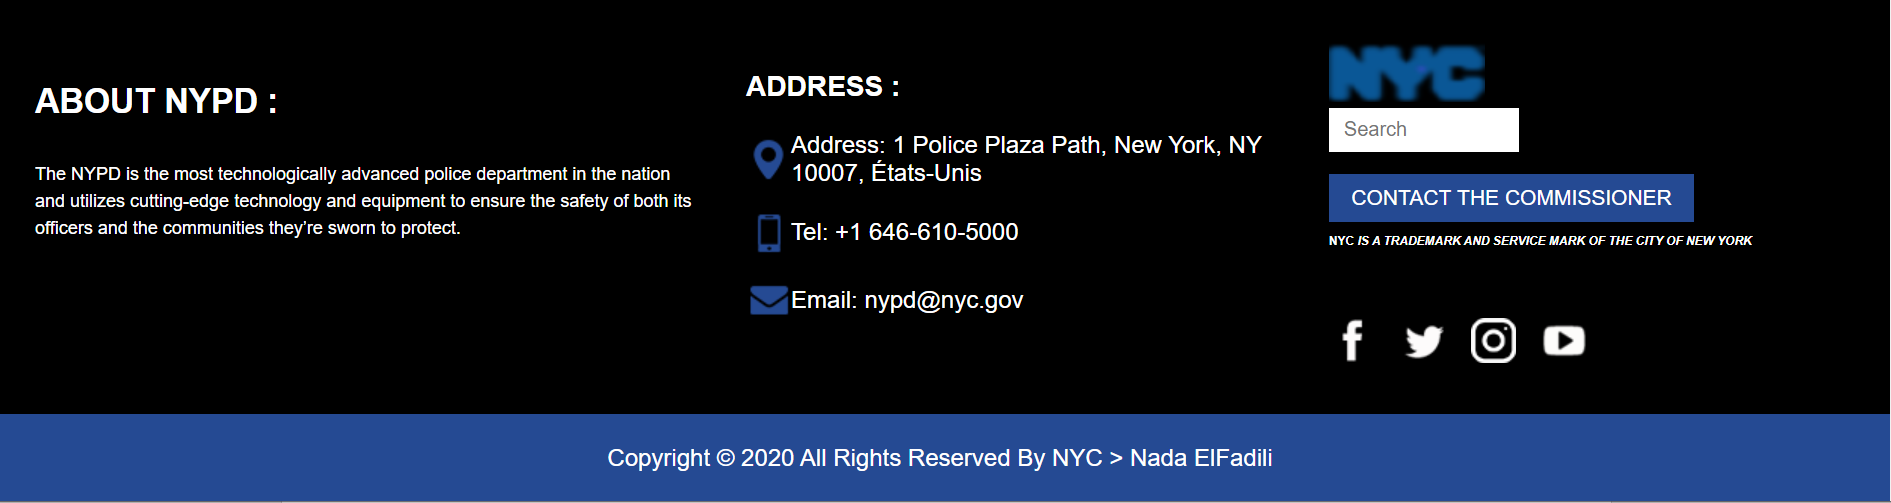 ABOUT NYPD :
The NYPD is the most technologically advanced police department in the nation
and utilizes cutting-edge technology and equipment to ensure the safety of both its
officers and the communities they’re sworn to protect.
ADDRESS :
Address: 1 Police Plaza Path, New York, NY
10007, États-Unis
Tel: +1 646-610-5000
Email: nypd@nyc.gov
NYC
Search
CONTACT THE COMMISSIONER
NYC IS A TRADEMARK AND SERVICE MARK OF THE CITY OF NEW YORK
Copyright © 2020 All Rights Reserved By NYC > Nada ElFadili